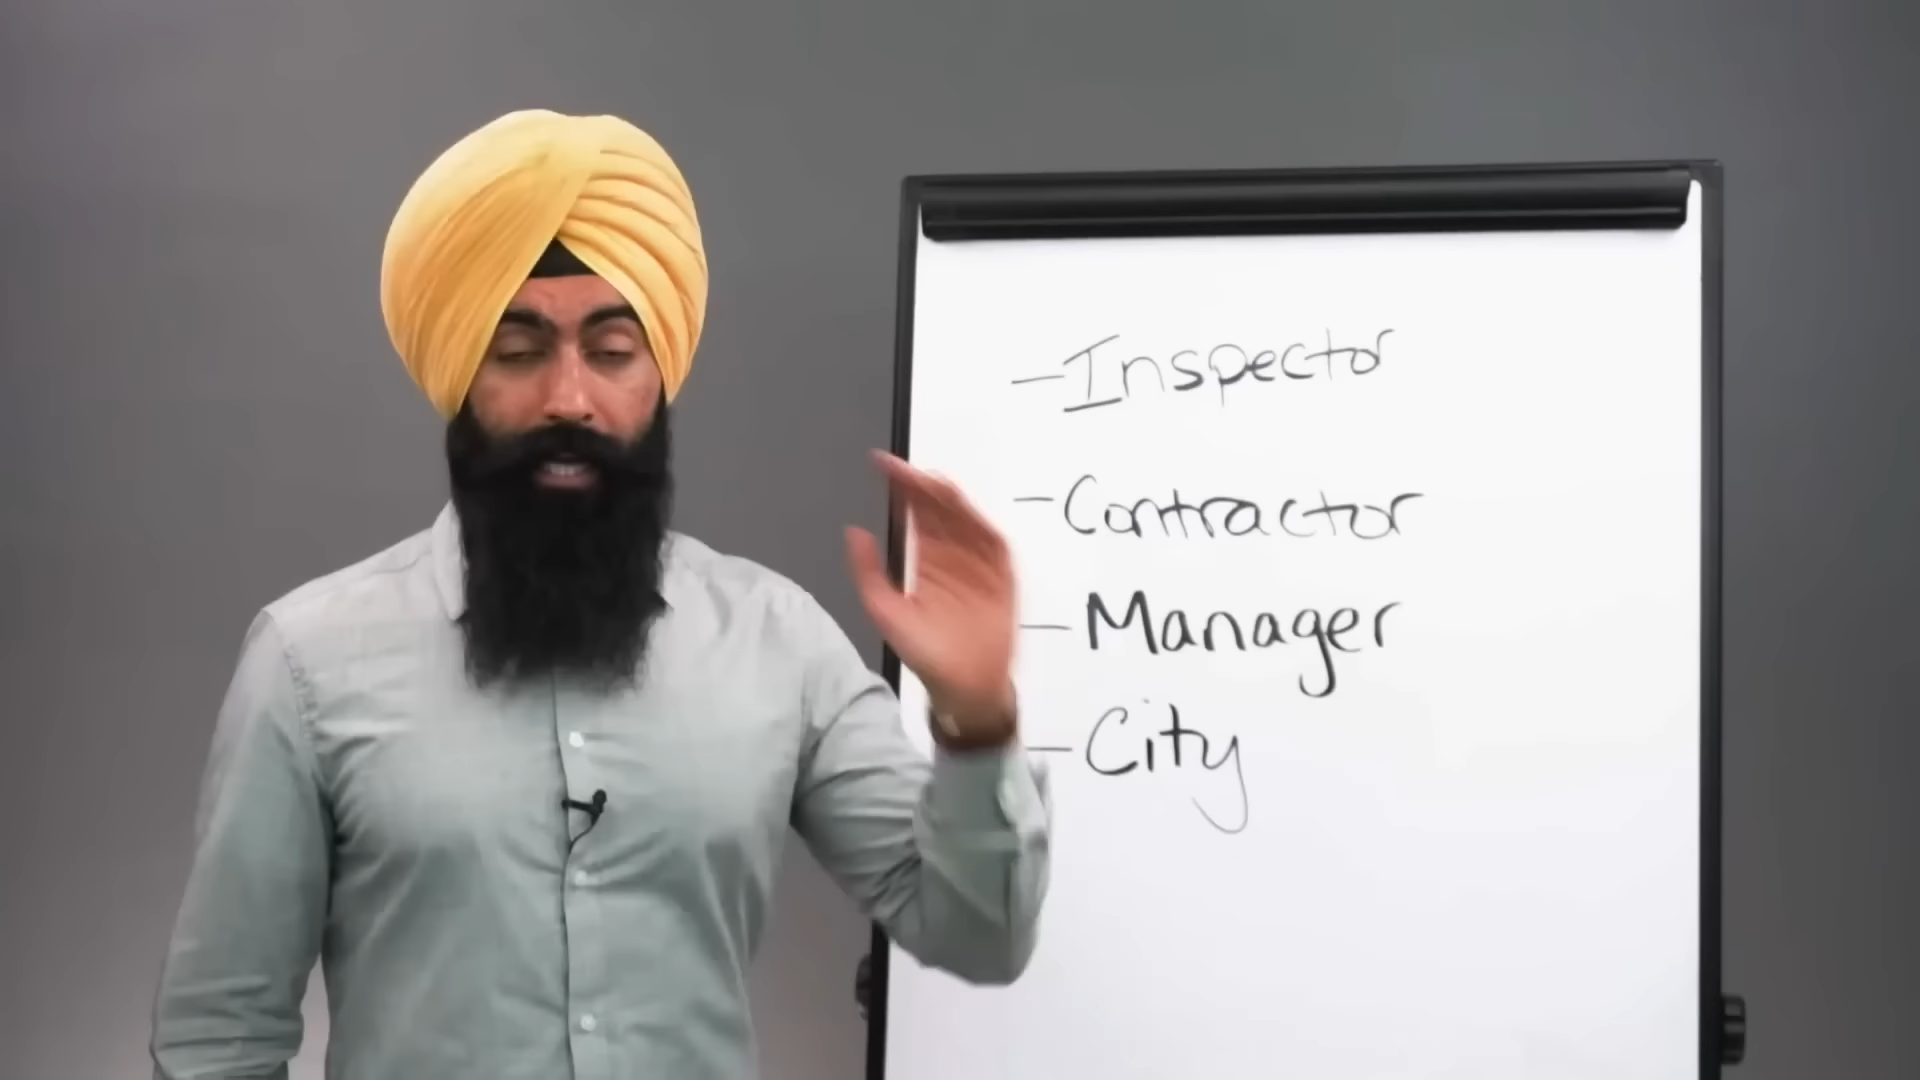 - Inspector
- Contractor
- Manager
- City